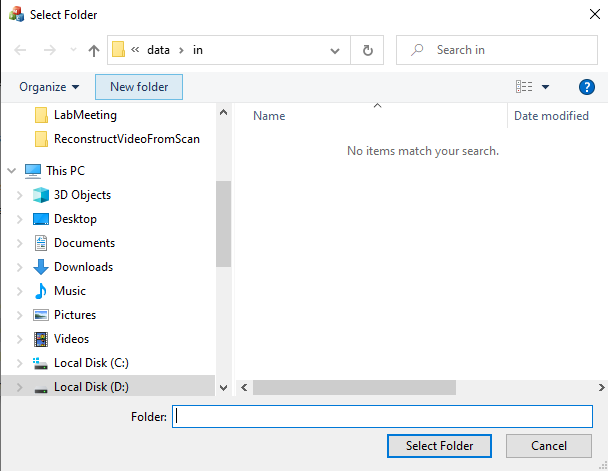 Select Folder
« data > in
Search in
Organize
New folder
?
LabMeeting
ReconstructVideoFromScan
Name
Date modified
No items match your search.
This PC
3D Objects
Desktop
Documents
Downloads
Music
Pictures
Videos
Local Disk (C:)
Local Disk (D:)
Folder:
Select Folder
Cancel